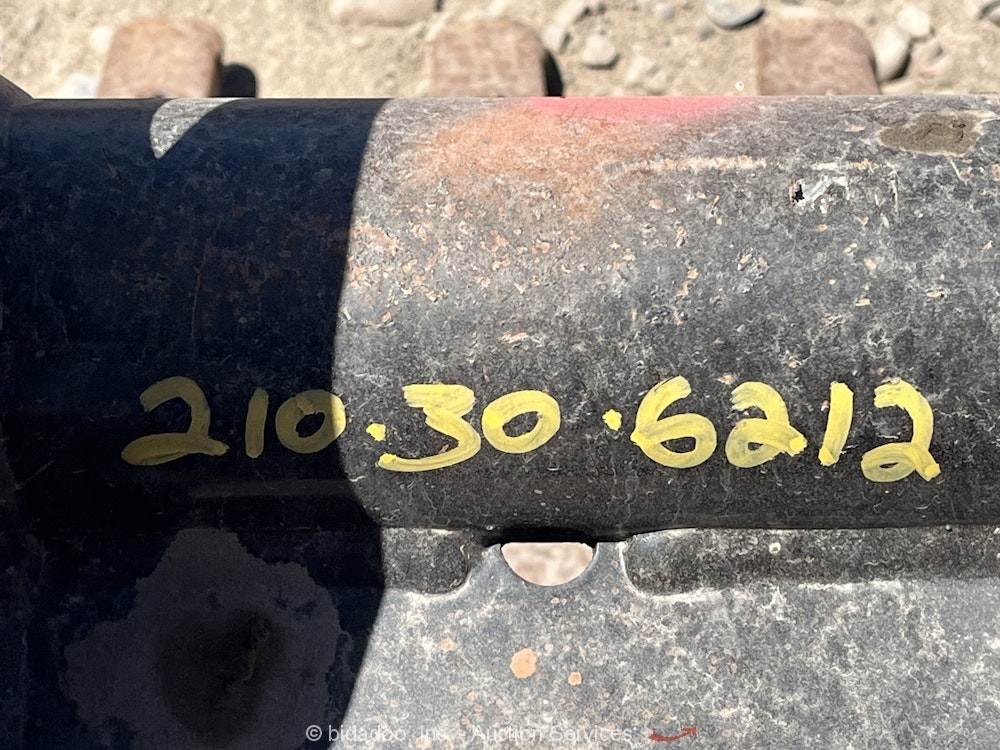 210.30.6212
© bidadoo, Inc. - Auction Services